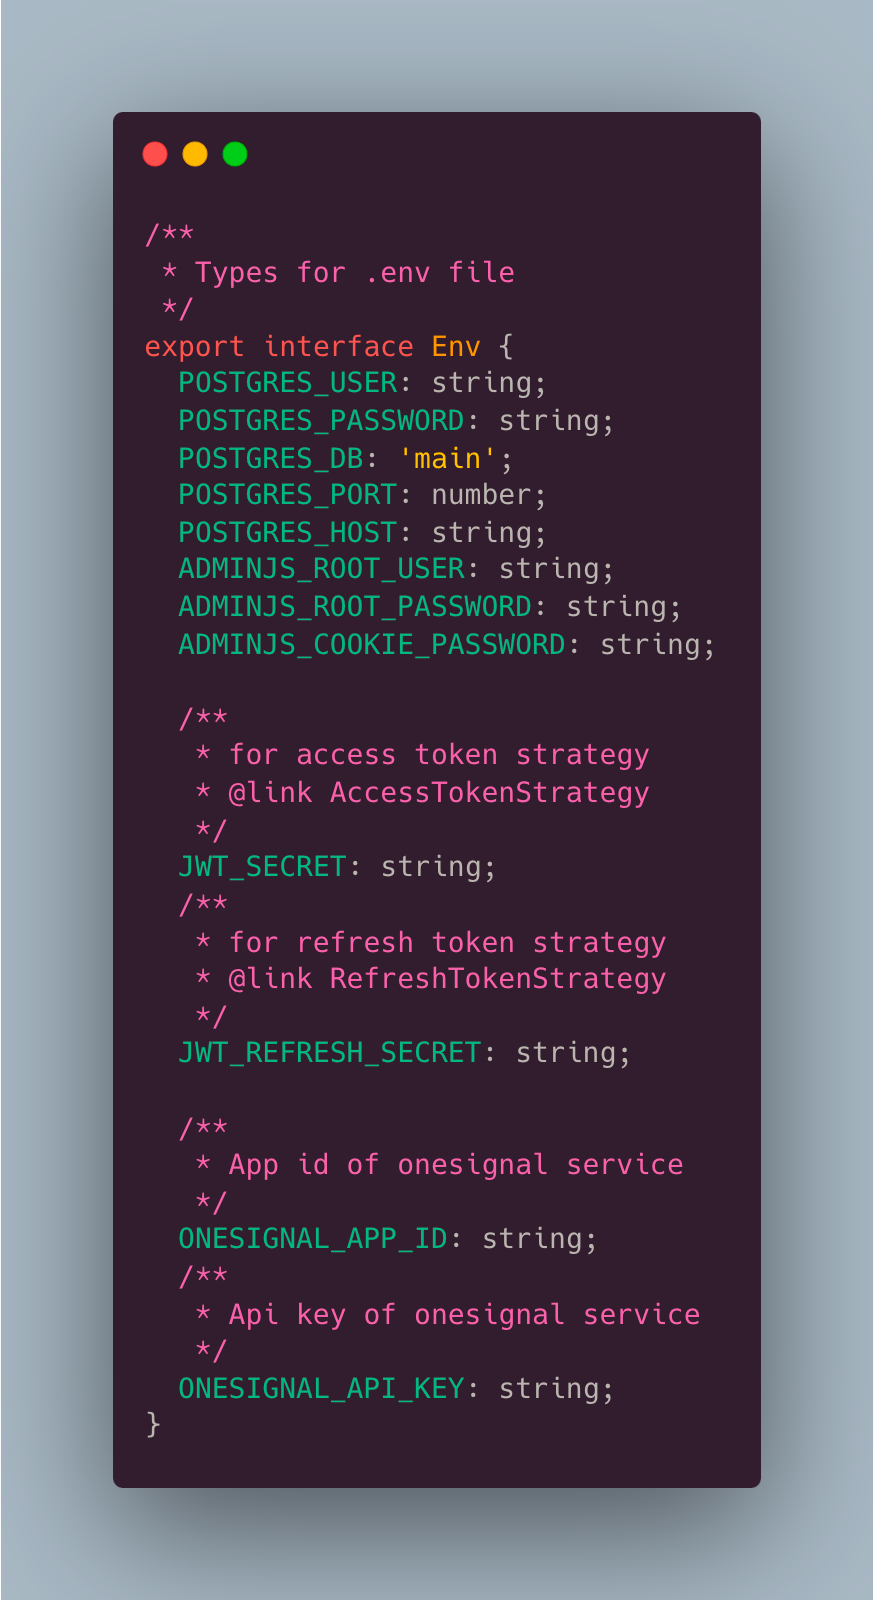 /**
 * Types for .env file
 */
export interface Env {
  POSTGRES_USER: string;
  POSTGRES_PASSWORD: string;
  POSTGRES_DB: 'main';
  POSTGRES_PORT: number;
  POSTGRES_HOST: string;
  ADMINJS_ROOT_USER: string;
  ADMINJS_ROOT_PASSWORD: string;
  ADMINJS_COOKIE_PASSWORD: string;

  /**
   * for access token strategy
   * @link AccessTokenStrategy
   */
  JWT_SECRET: string;
  /**
   * for refresh token strategy
   * @link RefreshTokenStrategy
   */
  JWT_REFRESH_SECRET: string;

  /**
   * App id of onesignal service
   */
  ONESIGNAL_APP_ID: string;
  /**
   * Api key of onesignal service
   */
  ONESIGNAL_API_KEY: string;
}